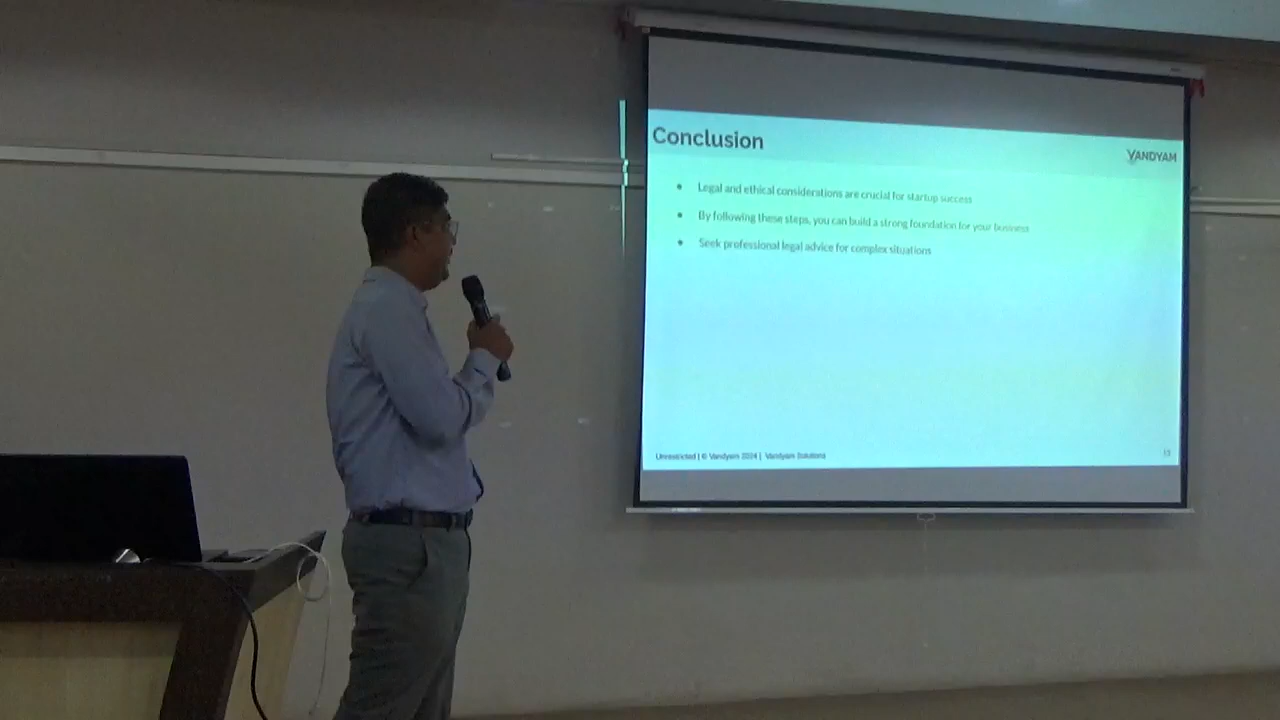 Conclusion
VANDYAM
Legal and ethical considerations are crucial for startup success
By following these steps, you can build a strong foundation for your business
Seek professional legal advice for complex situations
Unrestricted | © Vandyam 2024 | Vandyam Solutions